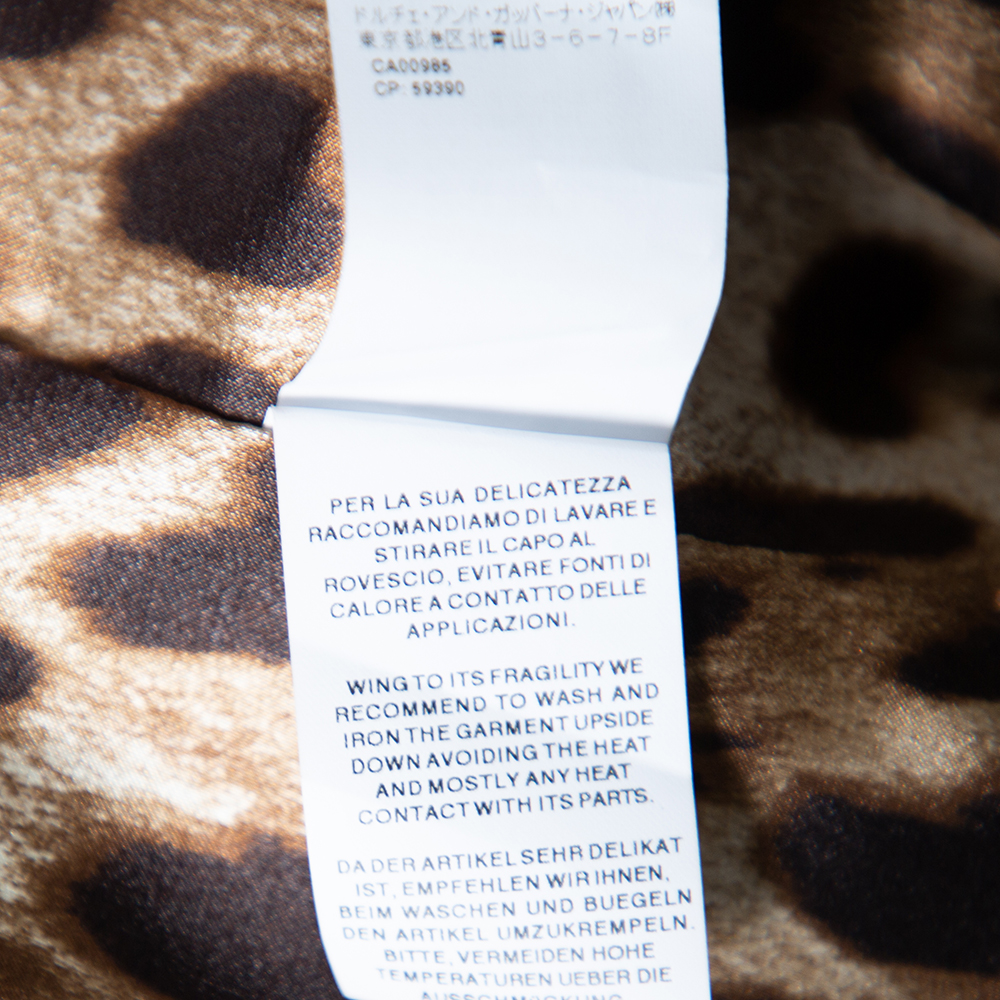 ドルチェ・アンド・ガッバーナ・ジャパン㈱
東京都港区北青山3-6-7-8F
CA00985
CP: 59390
PER LA SUA DELICATEZZA
RACCOMANDIAMO DI LAVARE E
STIRARE IL CAPO AL
ROVESCIO, EVITARE FONTI DI
CALORE A CONTATTO DELLE
APPLICAZIONI.
WING TO ITS FRAGILITY WE
RECOMMEND TO WASH AND
IRON THE GARMENT UPSIDE
DOWN AVOIDING THE HEAT
AND MOSTLY ANY HEAT
CONTACT WITH ITS PARTS.
DA DER ARTIKEL SEHR DELIKAT
IST, EMPFEHLEN WIR IHNEN,
BEIM WASCHEN UND BUEGELN
DEN ARTIKEL UMZUKREMPELN.
BITTE, VERMEIDEN HOHE
TEMPERATUREN UEBER DIE
AUSSCHMÜCKUNG